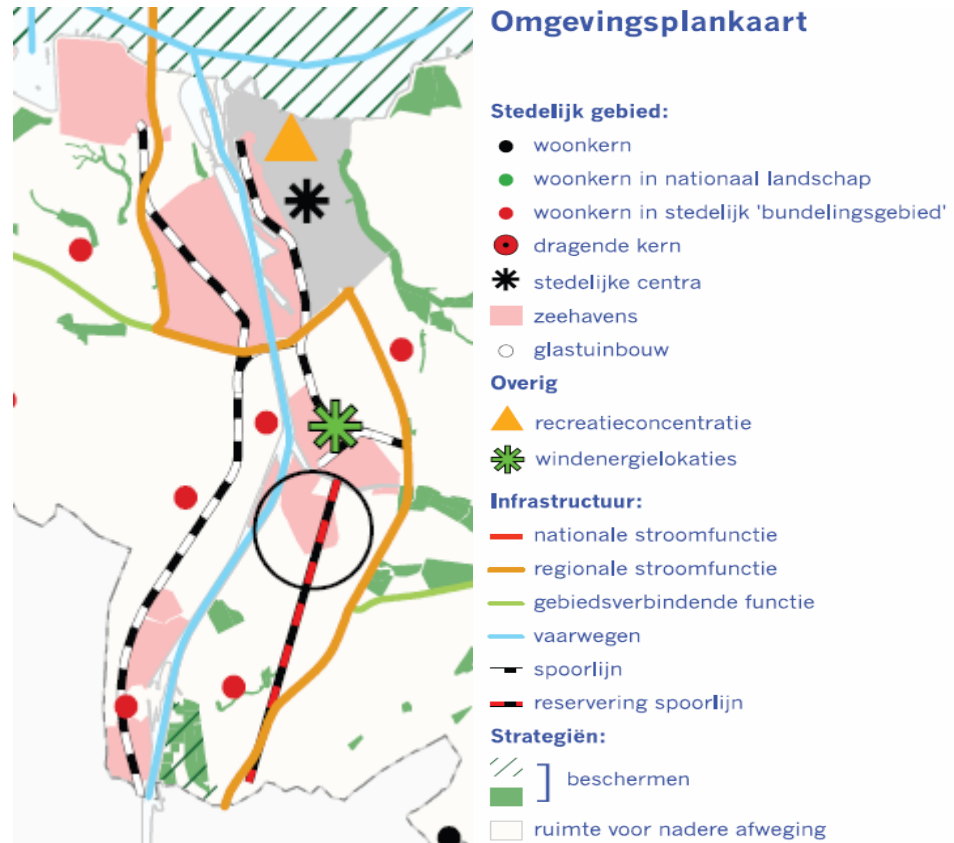 Omgevingsplankaart
Stedelijk gebied:
woonkern
woonkern in nationaal landschap
woonkern in stedelijk 'bundelingsgebied'
dragende kern
stedelijke centra
zeehavens
glastuinbouw
Overig
recreatieconcentratie
windenergielokaties
Infrastructuur:
nationale stroomfunctie
regionale stroomfunctie
gebiedsverbindende functie
vaarwegen
spoorlijn
reservering spoorlijn
Strategiën:
beschermen
ruimte voor nadere afweging